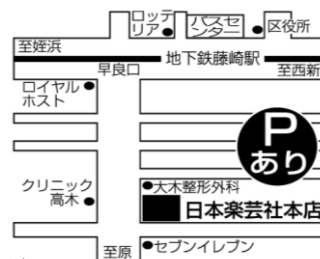 ロッテ
リア
バスセ
ンター
区役所
至姪浜
地下鉄藤崎駅
早良口
至西新
ロイヤル
ホスト
P
あり
クリニック
高木
大木整形外科
日本楽芸社本店
至原
セブンイレブン